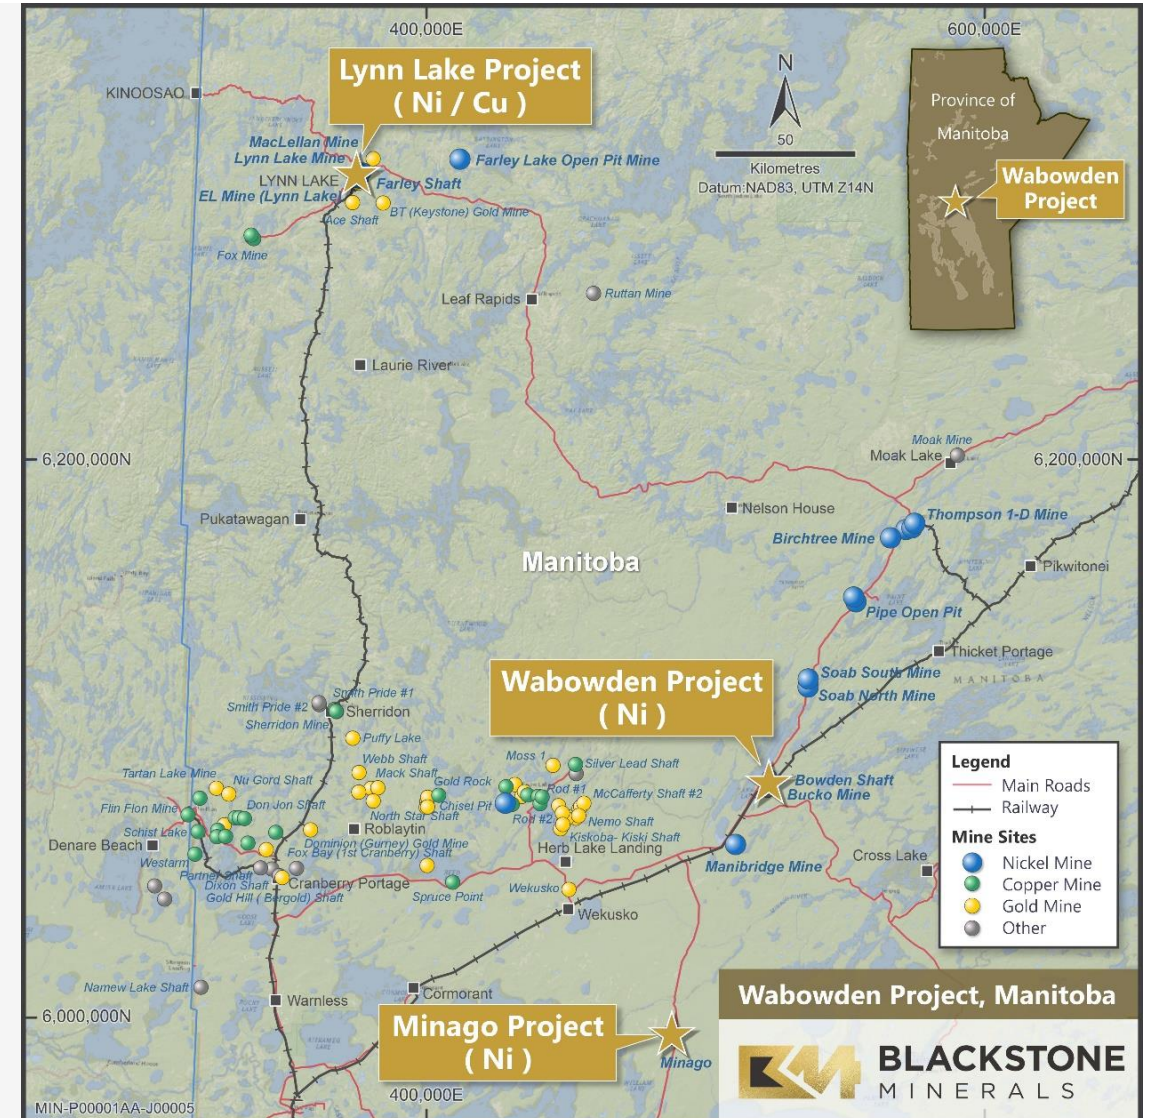 400,000E
600,000E
KINOOSAO
Lynn Lake Project
( Ni / Cu )
N
50
Kilometres
Datum:NAD83, UTM Z14N
Province of
Manitoba
Wabowden
Project
MacLellan Mine
Lynn Lake Mine
Farley Lake Open Pit Mine
LYNN LAKE
Farley Shaft
EL Mine (Lynn Lake)
BT (Keystone) Gold Mine
Ace Shaft
Fox Mine
Leaf Rapids
Ruttan Mine
Laurie River
6,200,000N
Moak Mine
Moak Lake
6,200,000N
Pukatawagan
Nelson House
Thompson 1-D Mine
Birchtree Mine
Manitoba
Pikwitonei
Pipe Open Pit
Thicket Portage
MANITOBA
Soab South Mine
Soab North Mine
Wabowden Project
( Ni )
Smith Pride #1
Smith Pride #2
Sherridon
Sherridon Mine
Puffy Lake
Moss 1
Silver Lead Shaft
Webb Shaft
Mack Shaft
Tartan Lake Mine
Nu Gord Shaft
Gold Rock
Rod #1
McCafferty Shaft #2
Bowden Shaft
Bucko Mine
Flin Flon Mine
Don Jon Shaft
Chisel Pit
North Star Shaft
Rod #2
Nemo Shaft
Schist Lake
Roblaytin
Kiskoba- Kiski Shaft
Denare Beach
Dominion (Gurney) Gold Mine
Herb Lake Landing
Fox Bay (1st Cranberry) Shaft
Westarm
Manibridge Mine
Cross Lake
Partner Shaft
Dixon Shaft
Cranberry Portage
Gold Hill ( Bergold) Shaft
Spruce Point
Wekusko
Wekusko
Namew Lake Shaft
Warnless
Cormorant
6,000,000N
Minago Project
( Ni )
Minago
Legend
Main Roads
Railway
Mine Sites
Nickel Mine
Copper Mine
Gold Mine
Other
Wabowden Project, Manitoba
BLACKSTONE
MINERALS
MIN-P00001AA-J00005
400,000E